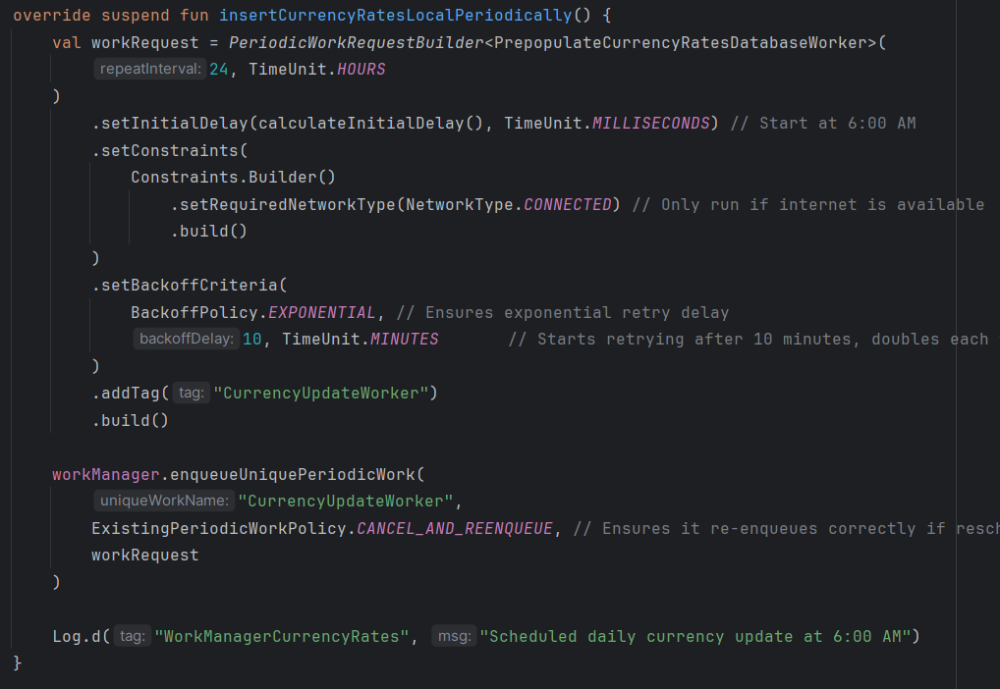 override suspend fun insertCurrencyRatesLocalPeriodically() {
    val workRequest = PeriodicWorkRequestBuilder<PrepopulateCurrencyRatesDatabaseWorker>(
        repeatInterval: 24, TimeUnit.HOURS
    )
        .setInitialDelay(calculateInitialDelay(), TimeUnit.MILLISECONDS) // Start at 6:00 AM
        .setConstraints(
            Constraints.Builder()
                .setRequiredNetworkType(NetworkType.CONNECTED) // Only run if internet is available
                .build()
        )
        .setBackoffCriteria(
            BackoffPolicy.EXPONENTIAL, // Ensures exponential retry delay
            backoffDelay: 10, TimeUnit.MINUTES       // Starts retrying after 10 minutes, doubles each
        )
        .addTag( tag: "CurrencyUpdateWorker")
        .build()

    workManager.enqueueUniquePeriodicWork(
        uniqueWorkName: "CurrencyUpdateWorker",
        ExistingPeriodicWorkPolicy.CANCEL_AND_REENQUEUE, // Ensures it re-enqueues correctly if resch
        workRequest
    )

    Log.d( tag: "WorkManagerCurrencyRates", msg: "Scheduled daily currency update at 6:00 AM")
}